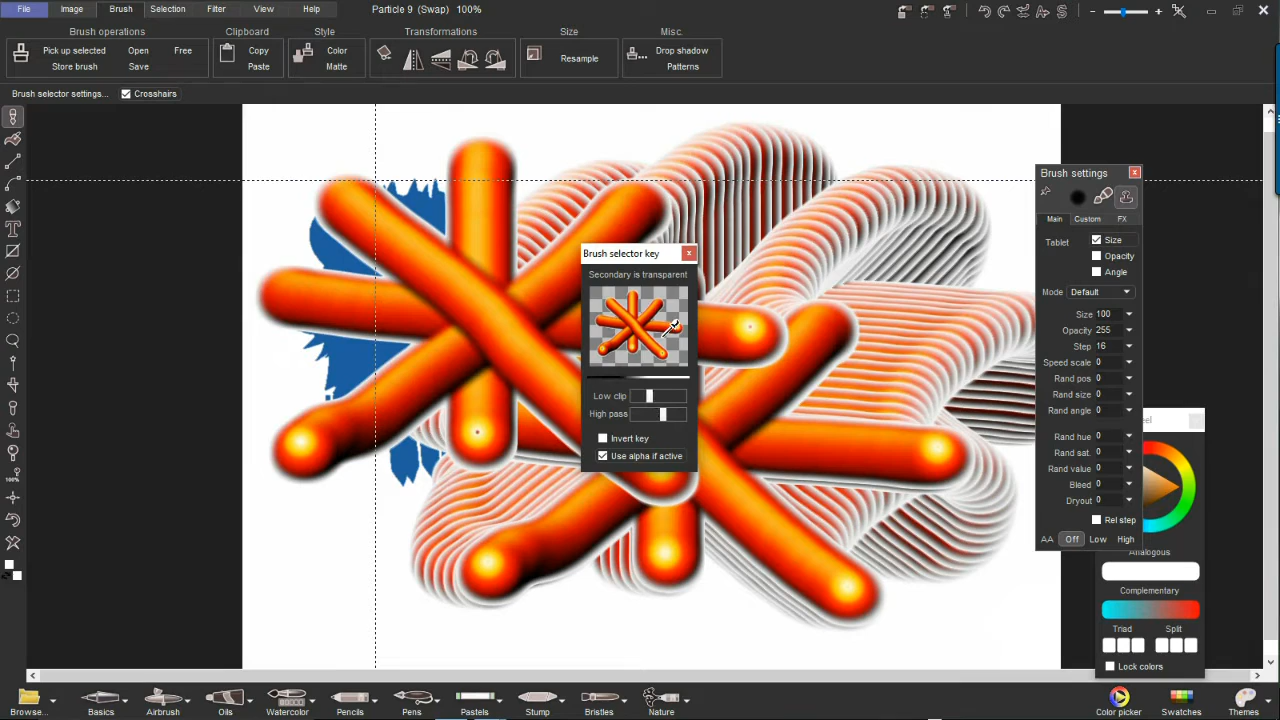 File Image Brush Selection Filter View Help Particle 9 (Swap) 100%
Brush operations Clipboard Style Transformations Size Misc.
Pick up selected Open Free Copy Color Drop shadow
Resample
Store brush Save Paste Matte Patterns
Brush selector settings... Crosshairs
Brush settings
Main Custom FX
Tablet Size
Opacity
Angle
Mode Default
Size 100
Opacity 255
Step 16
Speed scale 0
Rand pos 0
Rand size 0
Rand angle 0
Rand hue 0
Rand sat. 0
Rand value 0
Bleed 0
Dryout 0
Rel step
AA Off Low High
Brush selector key
Secondary is transparent
Low clip
High pass
Invert key
Use alpha if active
Analogous
Complementary
Triad Split
Lock colors
100%
Browse... Basics Airbrush Oils Watercolor Pencils Pens Pastels Stump Bristles Nature Color picker Swatches Themes